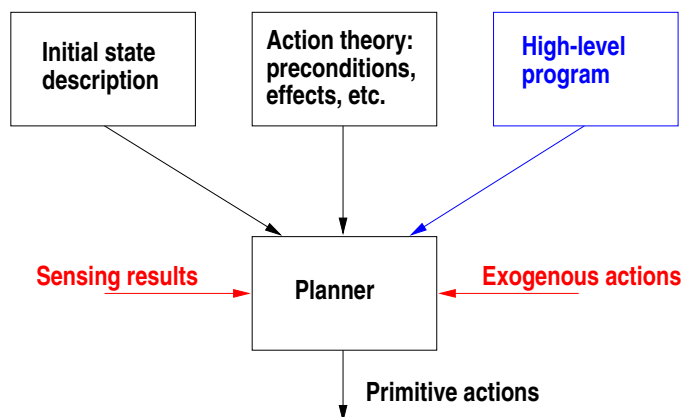 Initial state
description
Action theory:
preconditions,
effects, etc.
High-level
program
Sensing results
Planner
Exogenous actions
Primitive actions